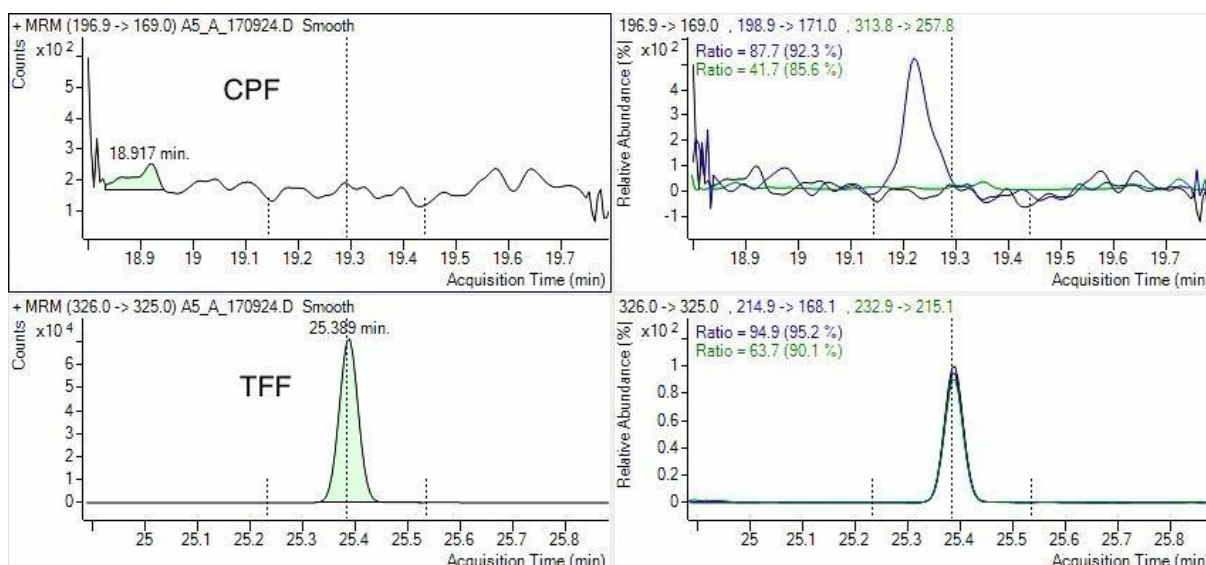 + MRM (196.9 -> 169.0) A5_A_170924.D Smooth
Counts
x10²
5
4
3
2
1
CPF
18.917 min.
18.9 19 19.1 19.2 19.3 19.4 19.5 19.6 19.7
Acquisition Time (min)
196.9 -> 169.0 , 198.9 -> 171.0 , 313.8 -> 257.8
Relative Abundance (%)
x10²
Ratio = 87.7 (92.3 %)
Ratio = 41.7 (85.6 %)
4
3
2
1
0
-1
18.9 19 19.1 19.2 19.3 19.4 19.5 19.6 19.7
Acquisition Time (min)
+ MRM (326.0 -> 325.0) A5_A_170924.D Smooth
Counts
x10⁴
25.389 min.
7
6
5
4
3
2
1
0
TFF
25 25.1 25.2 25.3 25.4 25.5 25.6 25.7 25.8
Acquisition Time (min)
326.0 -> 325.0 , 214.9 -> 168.1 , 232.9 -> 215.1
Relative Abundance (%)
x10²
Ratio = 94.9 (95.2 %)
Ratio = 63.7 (90.1 %)
1
0.8
0.6
0.4
0.2
0
25 25.1 25.2 25.3 25.4 25.5 25.6 25.7 25.8
Acquisition Time (min)